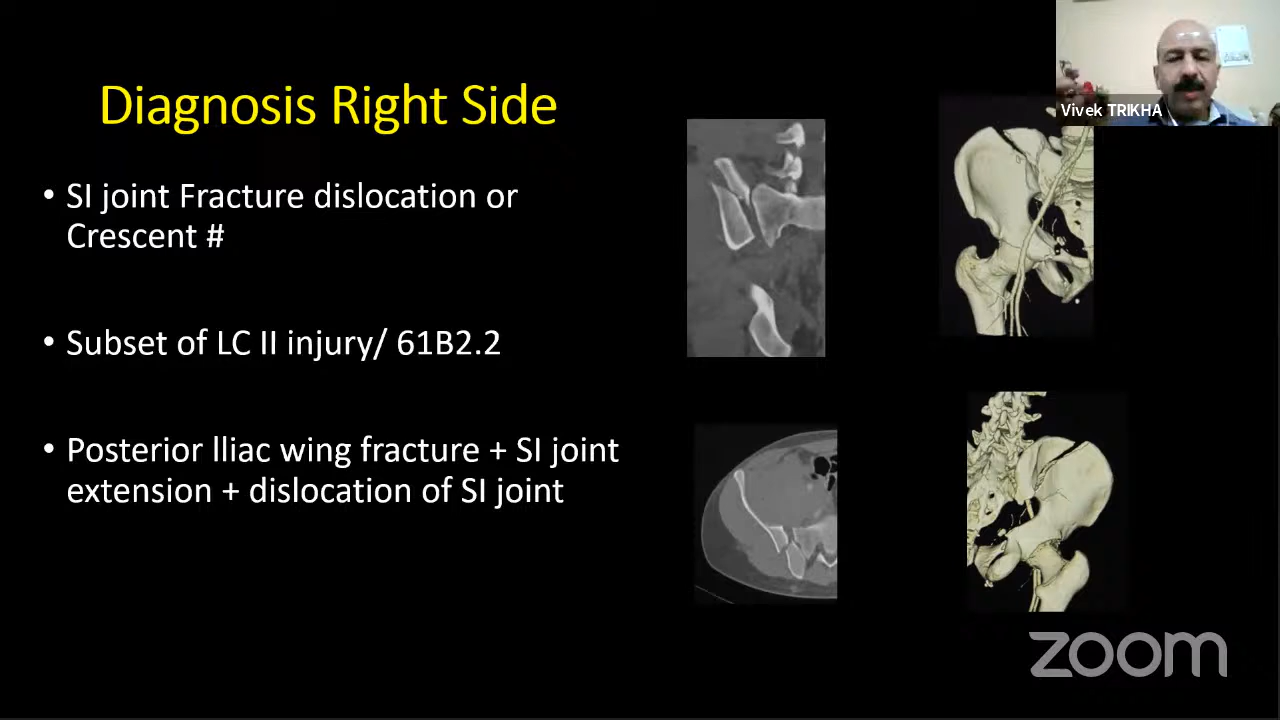 Diagnosis Right Side
• SI joint Fracture dislocation or
Crescent #
• Subset of LC II injury/ 61B2.2
• Posterior lliac wing fracture + SI joint
extension + dislocation of SI joint
Vivek TRIKHA
zoom